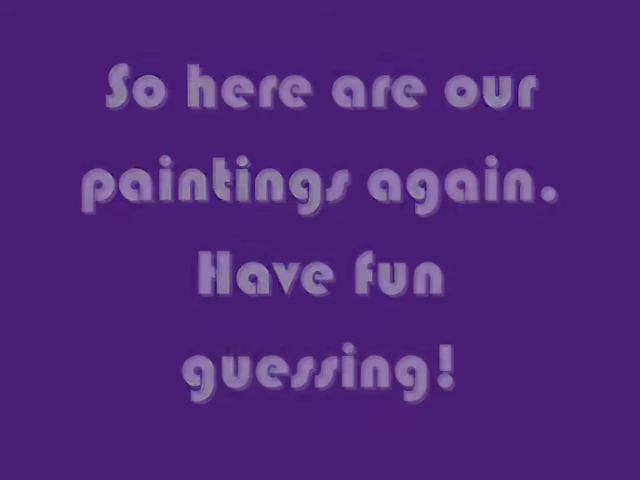 So here are our
paintings again.
Have fun
guessing!